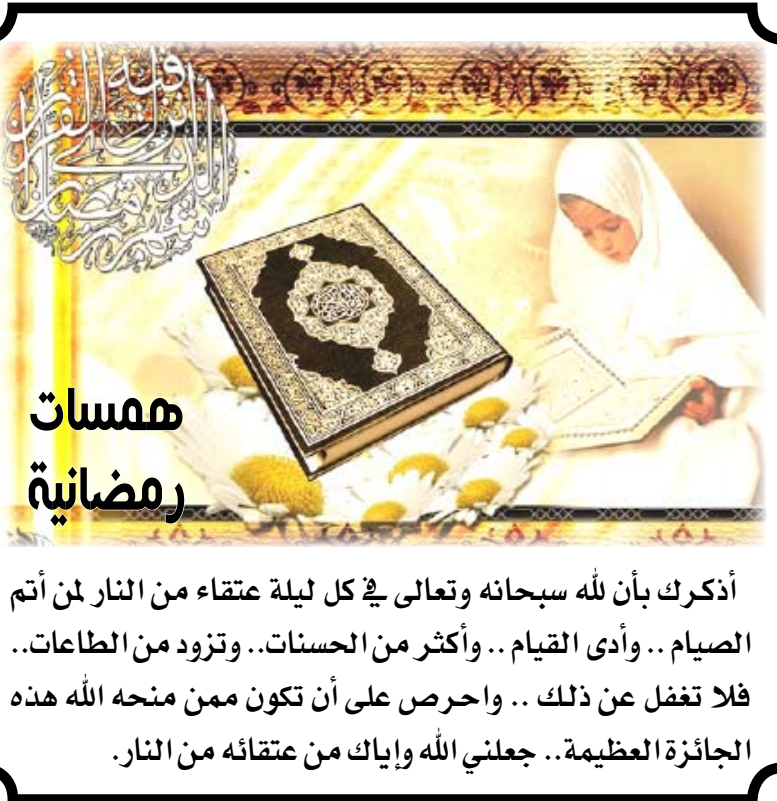 همسات
رمضانية
أذكرك بأن لله سبحانه وتعالى في كل ليلة عتقاء من النار لمن أتم
الصيام .. وأدى القيام .. وأكثر من الحسنات.. وتزود من الطاعات..
فلا تغفل عن ذلك .. واحرص على أن تكون ممن منحه الله هذه
الجائزة العظيمة.. جعلني الله وإياك من عتقائه من النار.